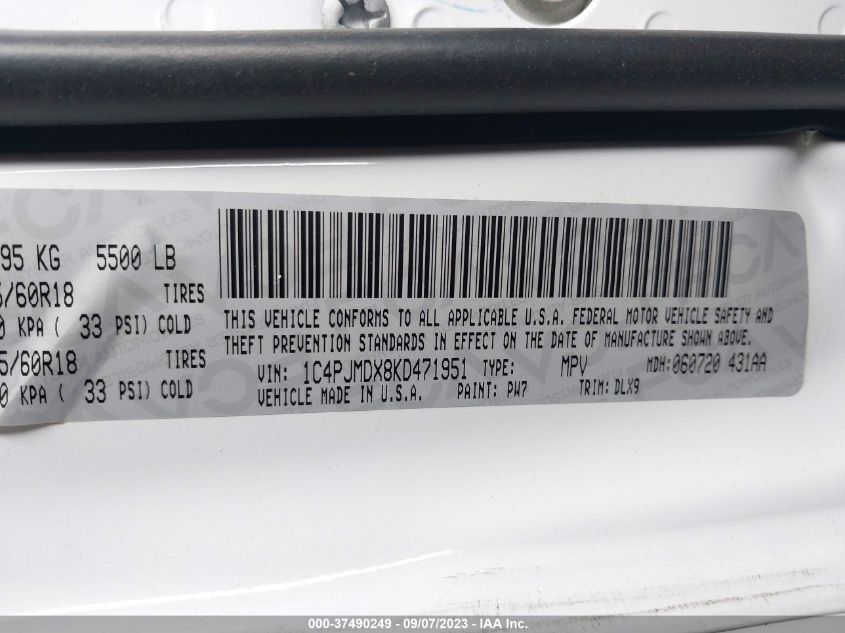 95 KG 5500 LB
/60R18 TIRES
0 KPA ( 33 PSI) COLD
5/60R18 TIRES
0 KPA ( 33 PSI) COLD
THIS VEHICLE CONFORMS TO ALL APPLICABLE U.S.A. FEDERAL MOTOR VEHICLE SAFETY AND
THEFT PREVENTION STANDARDS IN EFFECT ON THE DATE OF MANUFACTURE SHOWN ABOVE.
VIN: 1C4PJMDX8KD471951 TYPE: MPV MDH:060720 431AA
VEHICLE MADE IN U.S.A. PAINT: PW7 TRIM: DLX9
000-37490249 - 09/07/2023 - IAA Inc.